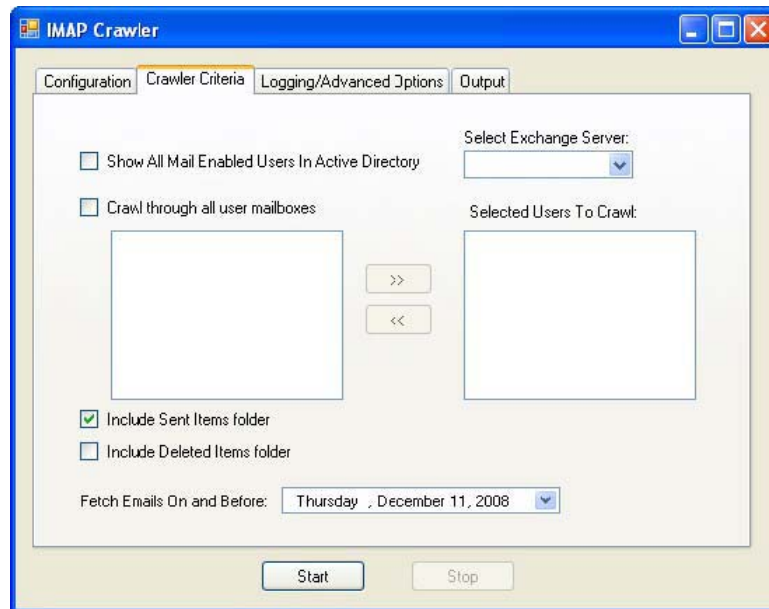 IMAP Crawler
Configuration
Crawler Criteria
Logging/Advanced Options
Output
Select Exchange Server:
Show All Mail Enabled Users In Active Directory
Crawl through all user mailboxes
Selected Users To Crawl:
>>
<<
Include Sent Items folder
Include Deleted Items folder
Fetch Emails On and Before:
Thursday , December 11, 2008
Start
Stop